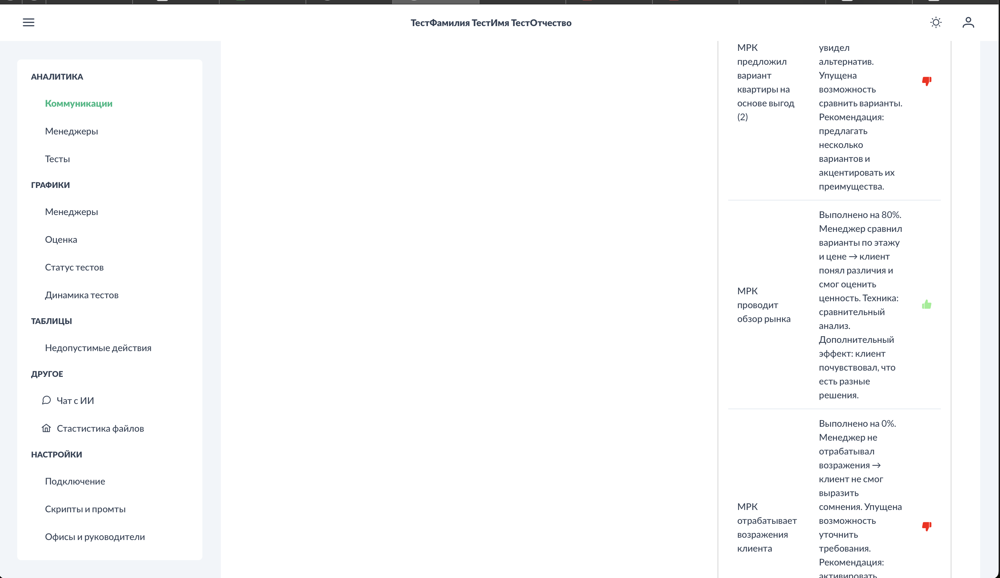 ТестФамилия ТестИмя ТестОтчество
АНАЛИТИКА
Коммуникации
Менеджеры
Тесты
ГРАФИКИ
Менеджеры
Оценка
Статус тестов
Динамика тестов
ТАБЛИЦЫ
Недопустимые действия
ДРУГОЕ
Чат с ИИ
Стастистика файлов
НАСТРОЙКИ
Подключение
Скрипты и промты
Офисы и руководители
МРК
предложил
вариант
квартиры на
основе выгод
(2)
увидел
альтернатив.
Упущена
возможность
сравнить варианты.
Рекомендация:
предлагать
несколько
вариантов и
акцентировать их
преимущества.
МРК
проводит
обзор рынка
Выполнено на 80%.
Менеджер сравнил
варианты по этажу
и цене → клиент
понял различия и
смог оценить
ценность. Техника:
сравнительный
анализ.
Дополнительный
эффект: клиент
почувствовал, что
есть разные
решения.
МРК
отрабатывает
возражения
клиента
Выполнено на 0%.
Менеджер не
отрабатывал
возражения →
клиент не смог
выразить
сомнения. Упущена
возможность
уточнить
требования.
Рекомендация:
активировать